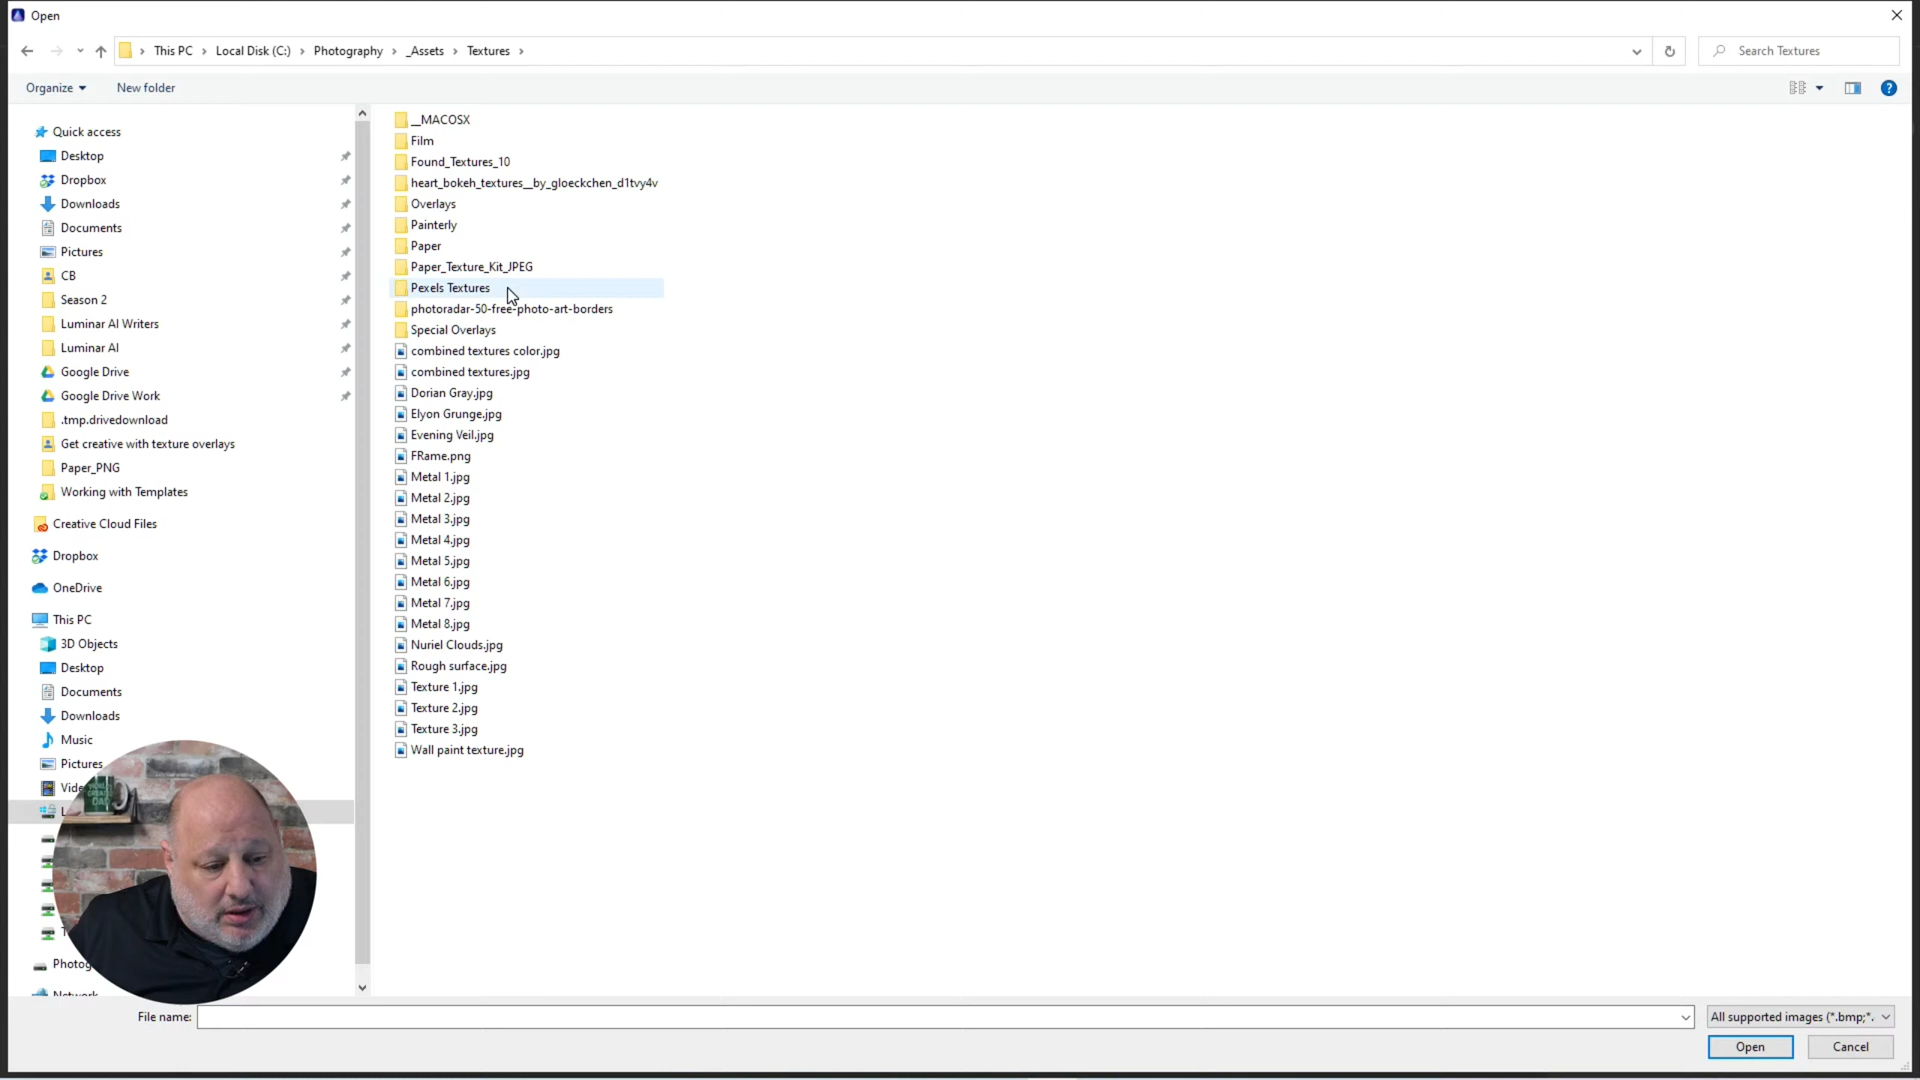 Open
This PC > Local Disk (C:) > Photography > _Assets > Textures >
Search Textures
Organize
New folder
Quick access
Desktop
Dropbox
Downloads
Documents
Pictures
CB
Season 2
Luminar AI Writers
Luminar AI
Google Drive
Google Drive Work
.tmp.drivedownload
Get creative with texture overlays
Paper_PNG
Working with Templates
Creative Cloud Files
Dropbox
OneDrive
This PC
3D Objects
Desktop
Documents
Downloads
Music
Pictures
__MACOSX
Film
Found_Textures_10
heart_bokeh_textures__by_gloeckchen_d1tvy4v
Overlays
Painterly
Paper
Paper_Texture_Kit_JPEG
Pexels Textures
photoradar-50-free-photo-art-borders
Special Overlays
combined textures color.jpg
combined textures.jpg
Dorian Gray.jpg
Elyon Grunge.jpg
Evening Veil.jpg
FRame.png
Metal 1.jpg
Metal 2.jpg
Metal 3.jpg
Metal 4.jpg
Metal 5.jpg
Metal 6.jpg
Metal 7.jpg
Metal 8.jpg
Nuriel Clouds.jpg
Rough surface.jpg
Texture 1.jpg
Texture 2.jpg
Texture 3.jpg
Wall paint texture.jpg
File name:
All supported images (*.bmp;*.
Open
Cancel